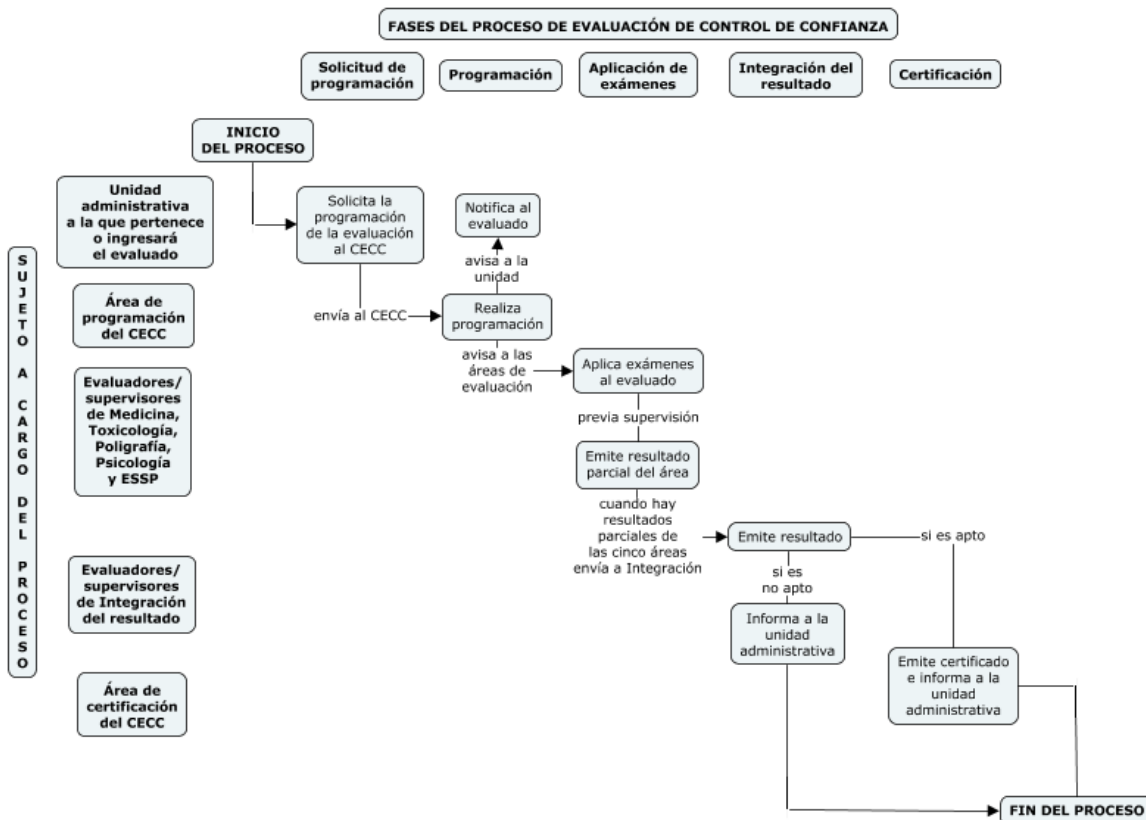 FASES DEL PROCESO DE EVALUACIÓN DE CONTROL DE CONFIANZA
Solicitud de
programación
Programación
Aplicación de
exámenes
Integración del
resultado
Certificación
INICIO
DEL PROCESO
SUJETO A CARGO DEL PROCESO
Unidad
administrativa
a la que pertenece
o ingresará
el evaluado
Solicita la
programación
de la evaluación
al CECC
Notifica al
evaluado
avisa a la
unidad
Área de
programación
del CECC
envía al CECC
Realiza
programación
avisa a las
áreas de
evaluación
Evaluadores/
supervisores
de Medicina,
Toxicología,
Poligrafía,
Psicología
y ESSP
Aplica exámenes
al evaluado
previa supervisión
Emite resultado
parcial del área
cuando hay
resultados
parciales de
las cinco áreas
envía a Integración
Evaluadores/
supervisores
de Integración
del resultado
Emite resultado
si es apto
si es
no apto
Informa a la
unidad
administrativa
Área de
certificación
del CECC
Emite certificado
e informa a la
unidad
administrativa
FIN DEL PROCESO